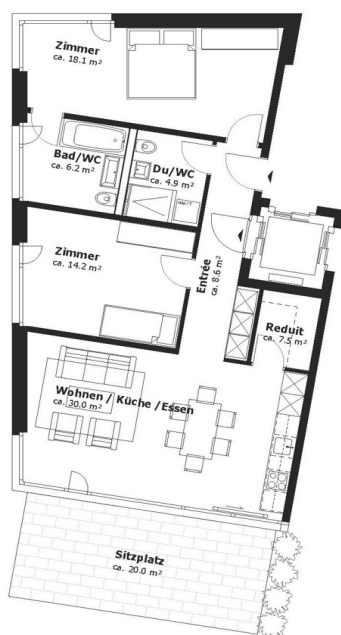 Zimmer
ca. 18.1 m²
Bad/WC
ca. 6.2 m²
Du/WC
ca. 4.9 m²
Zimmer
ca. 14.2 m²
Entrée
ca. 8.6 m²
Reduit
ca. 7.5 m²
Wohnen / Küche /Essen
ca. 30.0 m²
Sitzplatz
ca. 20.0 m²